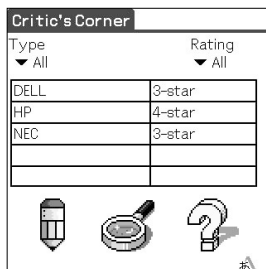 Critic's Corner
Type Rating
▼ All ▼ All
DELL 3-star
HP 4-star
NEC 3-star
あ